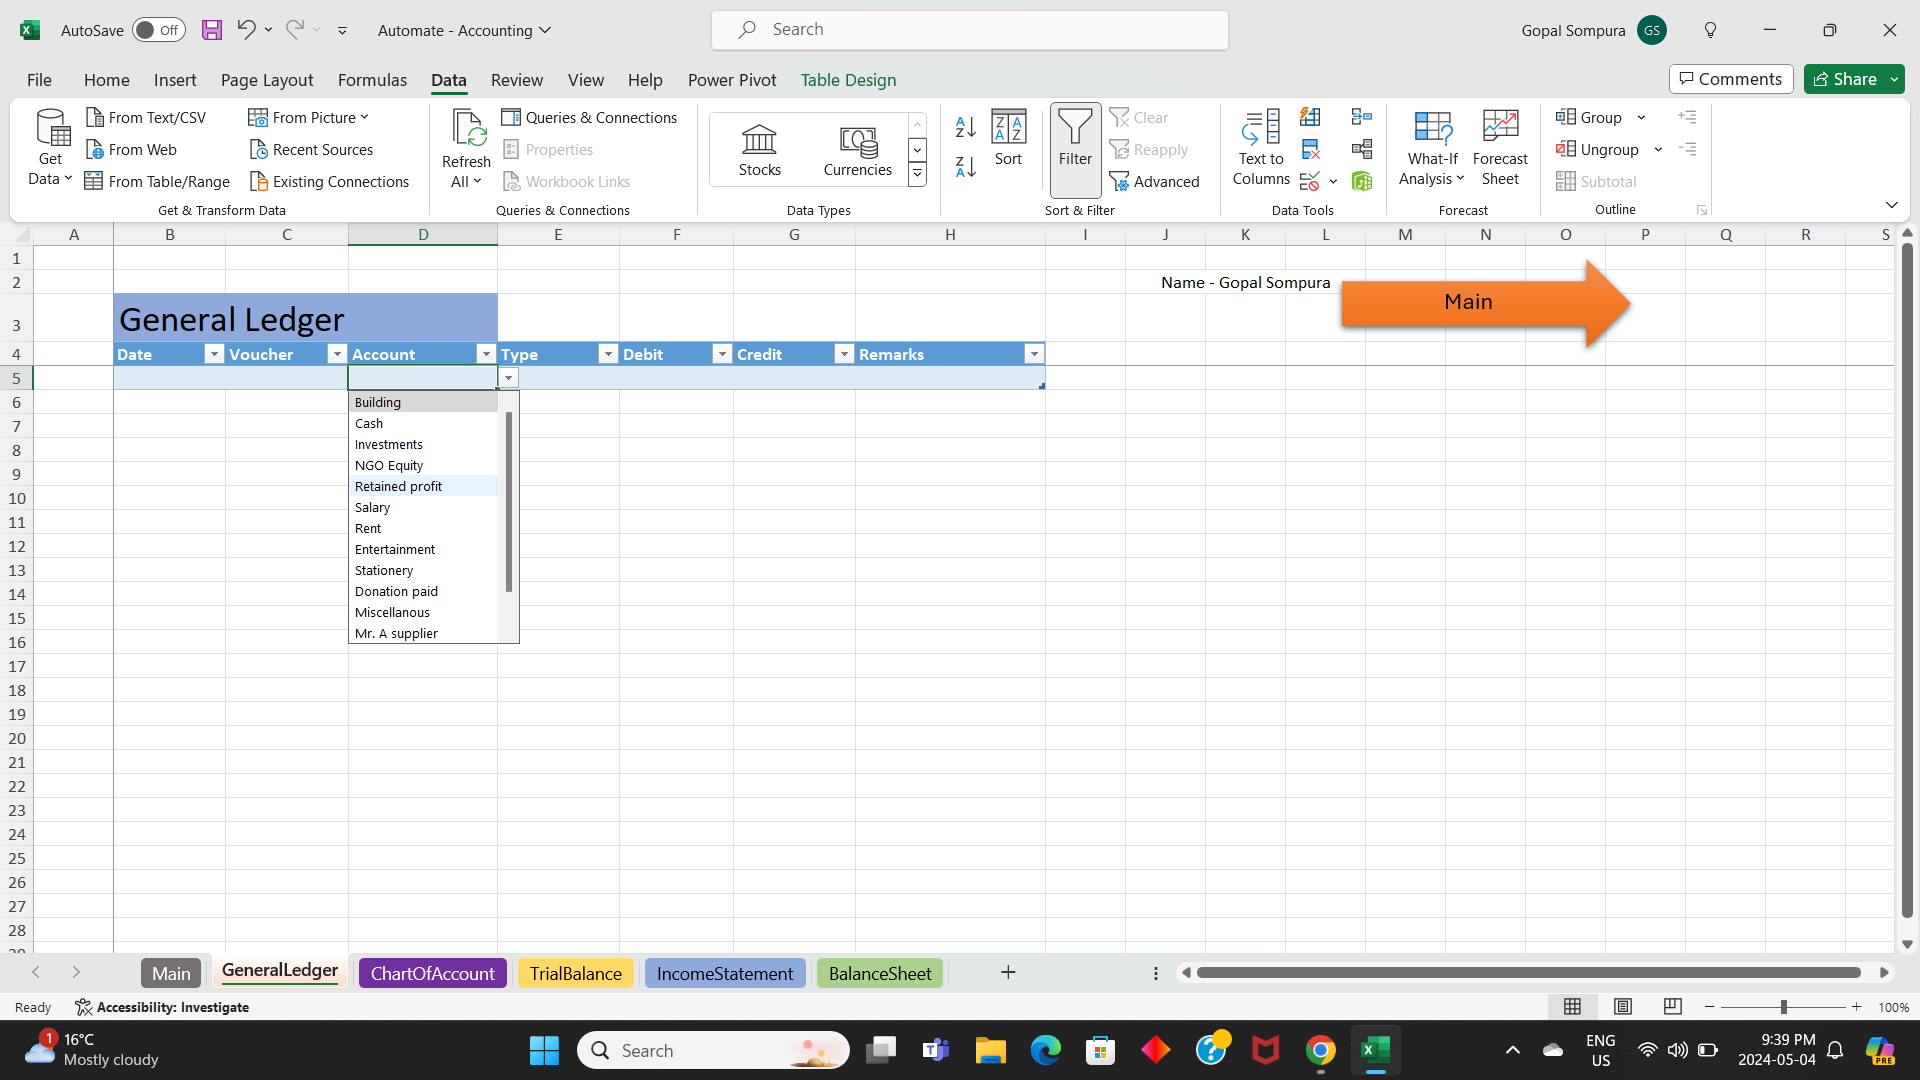 AutoSave Off Automate - Accounting Search Gopal Sompura GS
File Home Insert Page Layout Formulas Data Review View Help Power Pivot Table Design Comments Share
Get Data
From Text/CSV
From Web
From Table/Range
From Picture
Recent Sources
Existing Connections
Get & Transform Data
Refresh All
Queries & Connections
Properties
Workbook Links
Queries & Connections
Stocks Currencies
Data Types
Sort Filter
Clear
Reapply
Advanced
Sort & Filter
Text to Columns
Data Tools
What-If Analysis
Forecast Sheet
Forecast
Group
Ungroup
Subtotal
Outline
A B C D E F G H I J K L M N O P Q R S
1
2 Name - Gopal Sompura Main
3 General Ledger
4 Date Voucher Account Type Debit Credit Remarks
5
6 Building
7 Cash
8 Investments
9 NGO Equity
10 Retained profit
11 Salary
12 Rent
13 Entertainment
14 Stationery
15 Donation paid
16 Miscellanous
Mr. A supplier
17
18
19
20
21
22
23
24
25
26
27
28
29
Main GeneralLedger ChartOfAccount TrialBalance IncomeStatement BalanceSheet
Ready Accessibility: Investigate 100%
1 16°C
Mostly cloudy
Search
ENG
US
9:39 PM
2024-05-04
PRE